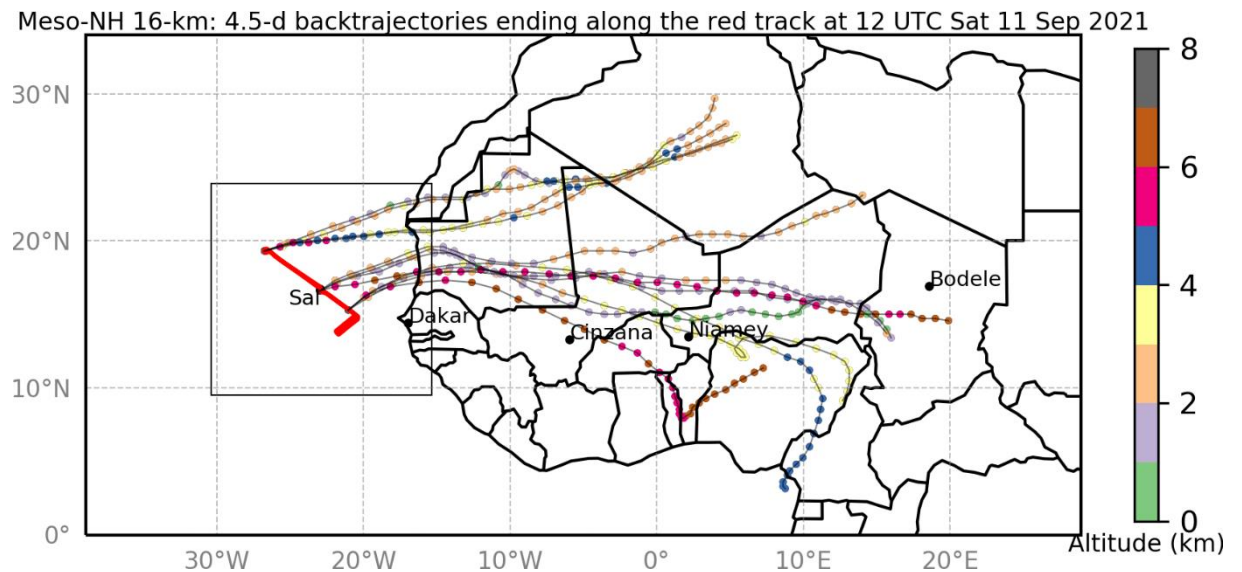 Meso-NH 16-km: 4.5-d backtrajectories ending along the red track at 12 UTC Sat 11 Sep 2021
8
30°N
6
20°N
Bodele
Sal
4
Dakar
Niamey
Cinzana
10°N
2
0°
0
Altitude (km)
30°W 20°W 10°W 0° 10°E 20°E